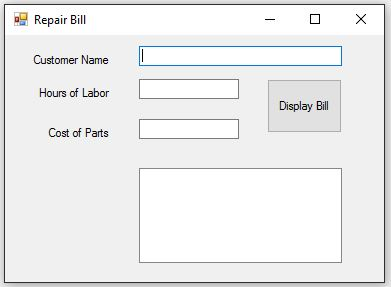 Repair Bill
Customer Name
Hours of Labor
Display Bill
Cost of Parts